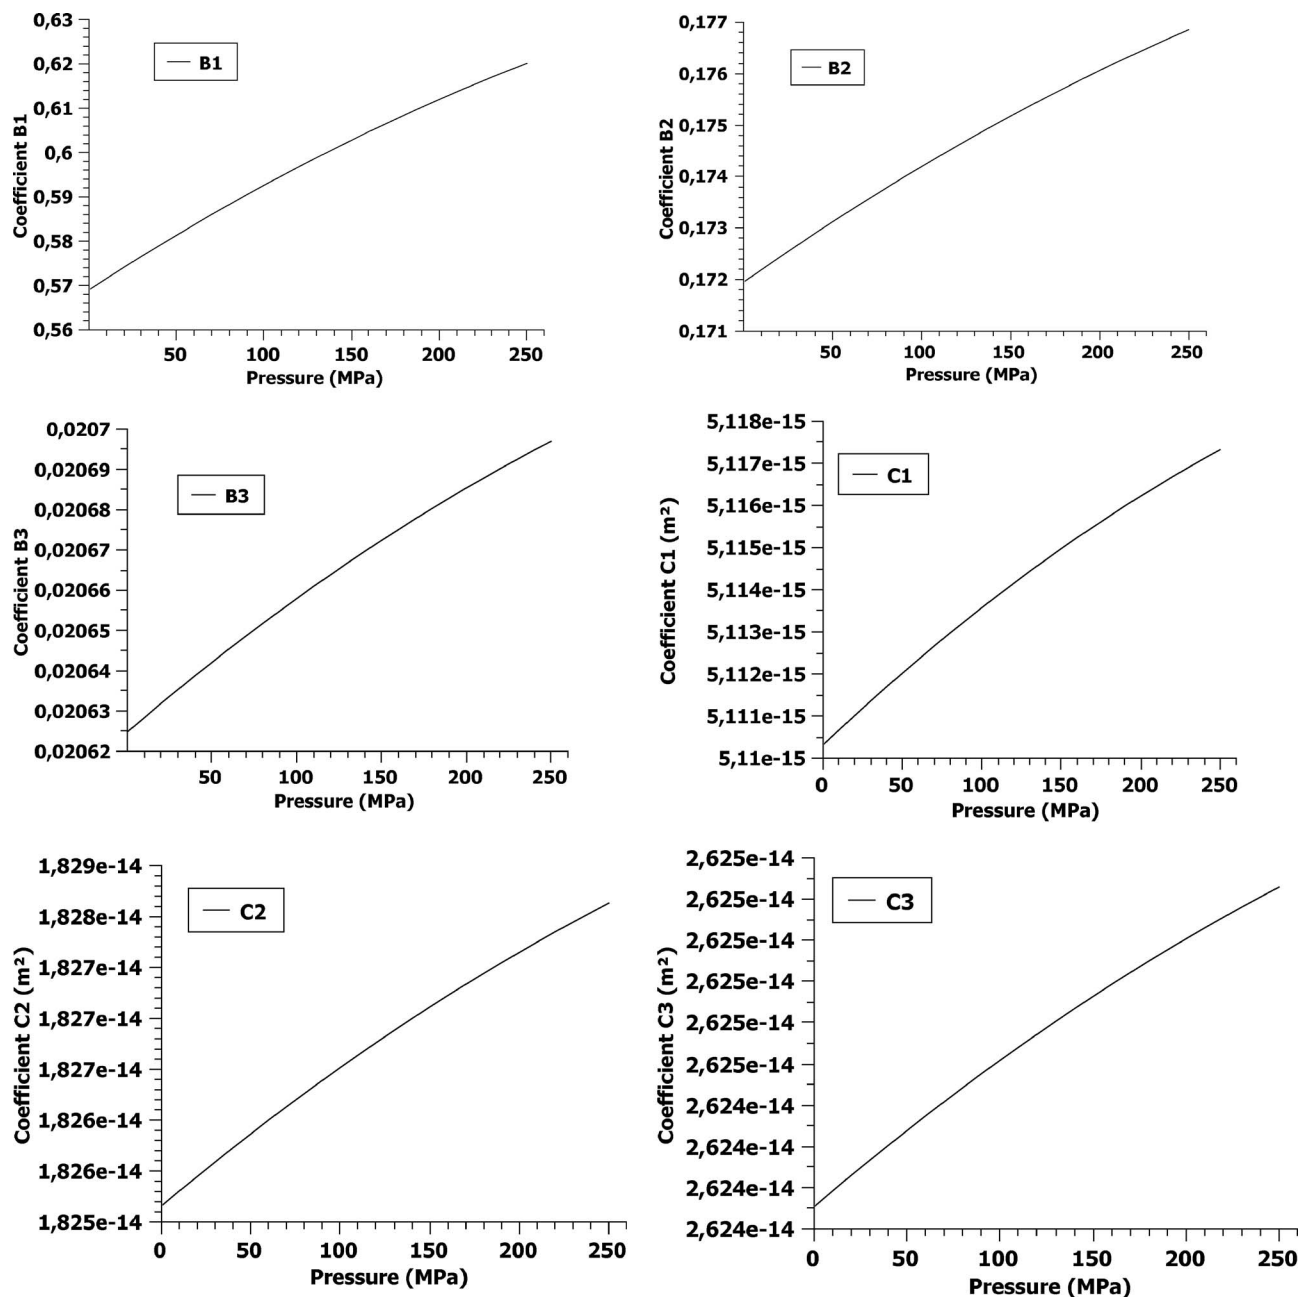 0,63
0,62
0,61
0,6
0,59
0,58
0,57
0,56
Coefficient B1
B1
50 100 150 200 250
Pressure (MPa)
0,177
0,176
0,175
0,174
0,173
0,172
0,171
Coefficient B2
B2
50 100 150 200 250
Pressure (MPa)
0,0207
0,02069
0,02068
0,02067
0,02066
0,02065
0,02064
0,02063
0,02062
Coefficient B3
B3
50 100 150 200 250
Pressure (MPa)
5,118e-15
5,117e-15
5,116e-15
5,115e-15
5,114e-15
5,113e-15
5,112e-15
5,111e-15
5,11e-15
Coefficient C1 (m²)
C1
0 50 100 150 200 250
Pressure (MPa)
1,829e-14
1,828e-14
1,827e-14
1,827e-14
1,827e-14
1,826e-14
1,826e-14
1,825e-14
Coefficient C2 (m²)
C2
0 50 100 150 200 250
Pressure (MPa)
2,625e-14
2,625e-14
2,625e-14
2,625e-14
2,625e-14
2,625e-14
2,624e-14
2,624e-14
2,624e-14
2,624e-14
Coefficient C3 (m²)
C3
0 50 100 150 200 250
Pressure (MPa)